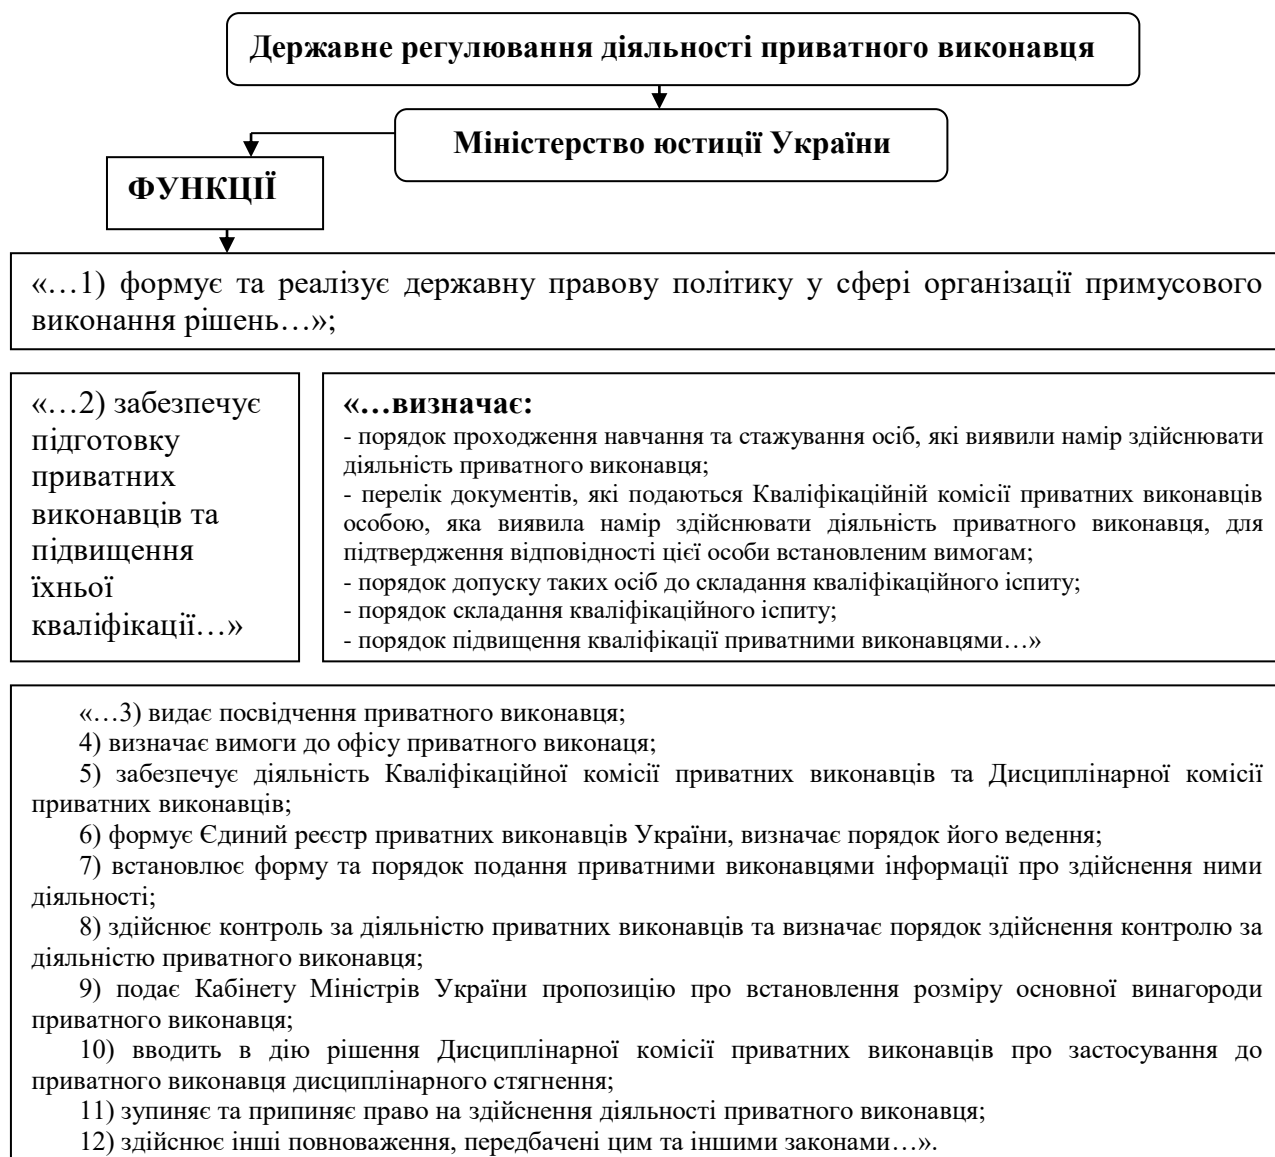 Державне регулювання діяльності приватного виконавця
Міністерство юстиції України
ФУНКЦІЇ
«…1) формує та реалізує державну правову політику у сфері організації примусового
виконання рішень…»;
«…2) забезпечує
підготовку
приватних
виконавців та
підвищення
їхньої
кваліфікації…»
«…визначає:
- порядок проходження навчання та стажування осіб, які виявили намір здійснювати
діяльність приватного виконавця;
- перелік документів, які подаються Кваліфікаційній комісії приватних виконавців
особою, яка виявила намір здійснювати діяльність приватного виконавця, для
підтвердження відповідності цієї особи встановленим вимогам;
- порядок допуску таких осіб до складання кваліфікаційного іспиту;
- порядок складання кваліфікаційного іспиту;
- порядок підвищення кваліфікації приватними виконавцями…»
«…3) видає посвідчення приватного виконавця;
4) визначає вимоги до офісу приватного виконаця;
5) забезпечує діяльність Кваліфікаційної комісії приватних виконавців та Дисциплінарної комісії
приватних виконавців;
6) формує Єдиний реєстр приватних виконавців України, визначає порядок його ведення;
7) встановлює форму та порядок подання приватними виконавцями інформації про здійснення ними
діяльності;
8) здійснює контроль за діяльністю приватних виконавців та визначає порядок здійснення контролю за
діяльністю приватного виконавця;
9) подає Кабінету Міністрів України пропозицію про встановлення розміру основної винагороди
приватного виконавця;
10) вводить в дію рішення Дисциплінарної комісії приватних виконавців про застосування до
приватного виконавця дисциплінарного стягнення;
11) зупиняє та припиняє право на здійснення діяльності приватного виконавця;
12) здійснює інші повноваження, передбачені цим та іншими законами…».